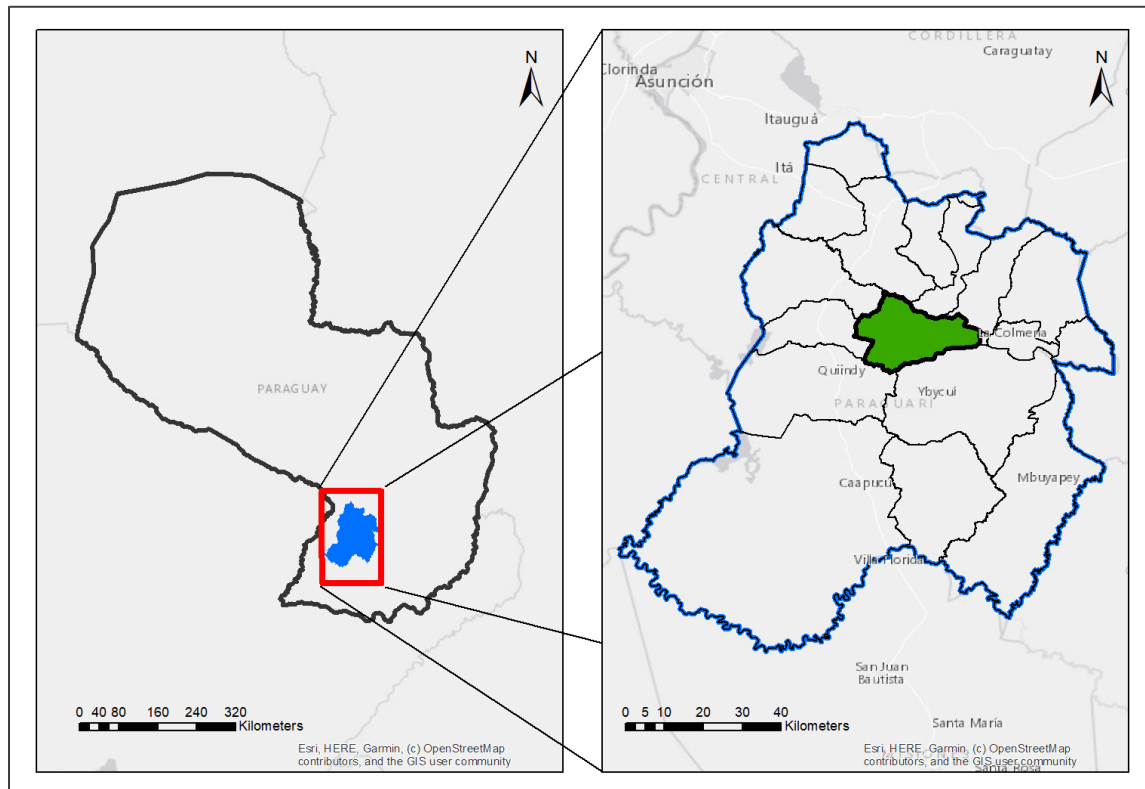 N
PARAGUAY
0 40 80 160 240 320
Kilometers
Esri, HERE, Garmin, (c) OpenStreetMap
contributors, and the GIS user community
N
CORDILLERA
Caraguatay
Clorinda
Asunción
Itauguá
Itá
CENTRAL
La Colmena
Quiindy
Ybycuí
PARAGUARÍ
Mbuyapey
Caapucú
Villa Florida
San Juan
Bautista
Santa María
MISIONES
Santa Rosa
0 5 10 20 30 40
Kilometers
Esri, HERE, Garmin, (c) OpenStreetMap
contributors, and the GIS user community